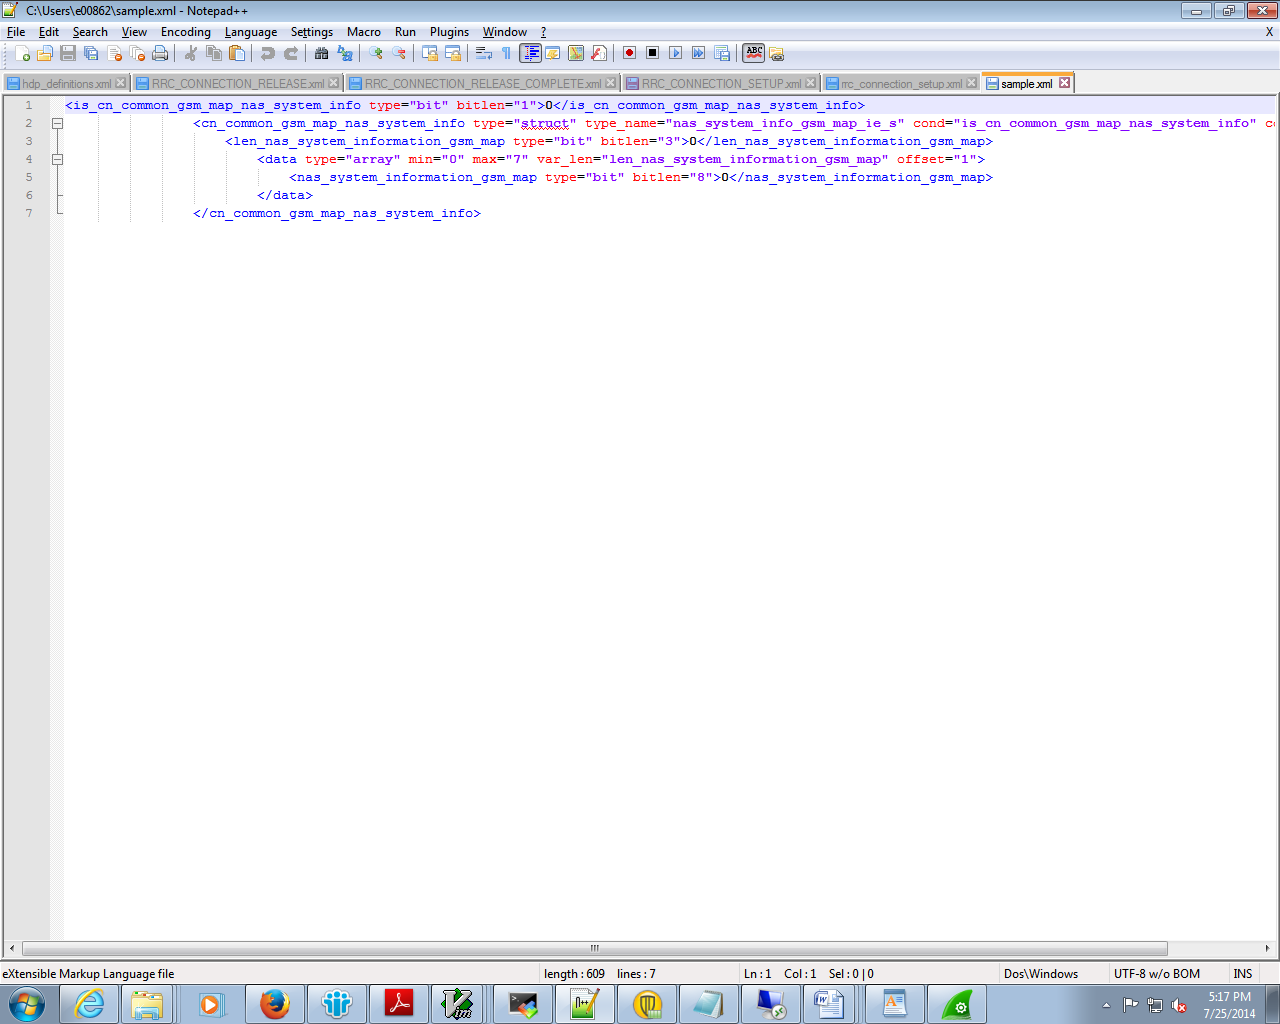 C:\Users\e00862\sample.xml - Notepad++
File Edit Search View Encoding Language Settings Macro Run Plugins Window ? X
hdp_definitions.xml RRC_CONNECTION_RELEASE.xml RRC_CONNECTION_RELEASE_COMPLETE.xml RRC_CONNECTION_SETUP.xml rrc_connection_setup.xml sample.xml
1 <is_cn_common_gsm_map_nas_system_info type="bit" bitlen="1">0</is_cn_common_gsm_map_nas_system_info>
2 <cn_common_gsm_map_nas_system_info type="struct" type_name="nas_system_info_gsm_map_ie_s" cond="is_cn_common_gsm_map_nas_system_info" c
3 <len_nas_system_information_gsm_map type="bit" bitlen="3">0</len_nas_system_information_gsm_map>
4 <data type="array" min="0" max="7" var_len="len_nas_system_information_gsm_map" offset="1">
5 <nas_system_information_gsm_map type="bit" bitlen="8">0</nas_system_information_gsm_map>
6 </data>
7 </cn_common_gsm_map_nas_system_info>
eXtensible Markup Language file length : 609 lines : 7 Ln : 1 Col : 1 Sel : 0 | 0 Dos\Windows UTF-8 w/o BOM INS
5:17 PM
7/25/2014